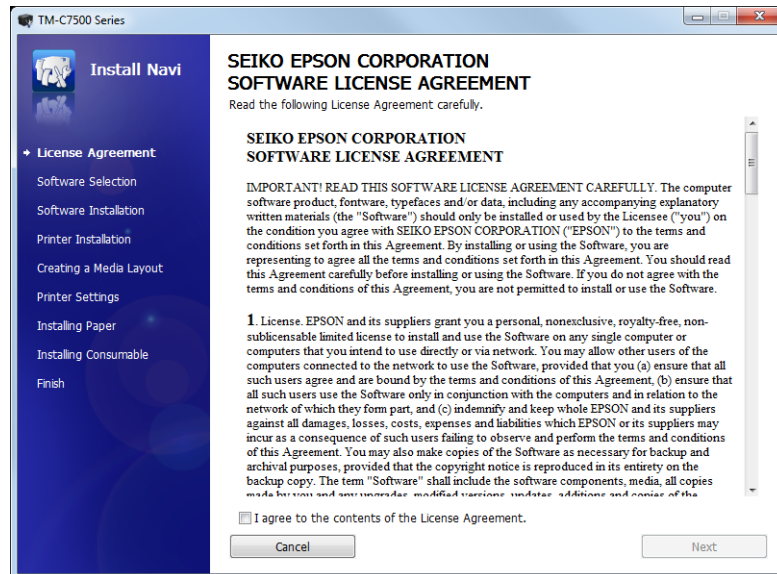 TM-C7500 Series
Install Navi
License Agreement
Software Selection
Software Installation
Printer Installation
Creating a Media Layout
Printer Settings
Installing Paper
Installing Consumable
Finish
SEIKO EPSON CORPORATION
SOFTWARE LICENSE AGREEMENT
Read the following License Agreement carefully.
SEIKO EPSON CORPORATION
SOFTWARE LICENSE AGREEMENT
IMPORTANT! READ THIS SOFTWARE LICENSE AGREEMENT CAREFULLY. The computer
software product, fontware, typefaces and/or data, including any accompanying explanatory
written materials (the "Software") should only be installed or used by the Licensee ("you") on
the condition you agree with SEIKO EPSON CORPORATION ("EPSON") to the terms and
conditions set forth in this Agreement. By installing or using the Software, you are
representing to agree all the terms and conditions set forth in this Agreement. You should read
this Agreement carefully before installing or using the Software. If you do not agree with the
terms and conditions of this Agreement, you are not permitted to install or use the Software.
1. License. EPSON and its suppliers grant you a personal, nonexclusive, royalty-free, non-
sublicensable limited license to install and use the Software on any single computer or
computers that you intend to use directly or via network. You may allow other users of the
computers connected to the network to use the Software, provided that you (a) ensure that all
such users agree and are bound by the terms and conditions of this Agreement, (b) ensure that
all such users use the Software only in conjunction with the computers and in relation to the
network of which they form part, and (c) indemnify and keep whole EPSON and its suppliers
against all damages, losses, costs, expenses and liabilities which EPSON or its suppliers may
incur as a consequence of such users failing to observe and perform the terms and conditions
of this Agreement. You may also make copies of the Software as necessary for backup and
archival purposes, provided that the copyright notice is reproduced in its entirety on the
backup copy. The term "Software" shall include the software components, media, all copies
made by you and any upgrades, modified versions, updates, additions and copies of the
I agree to the contents of the License Agreement.
Cancel
Next